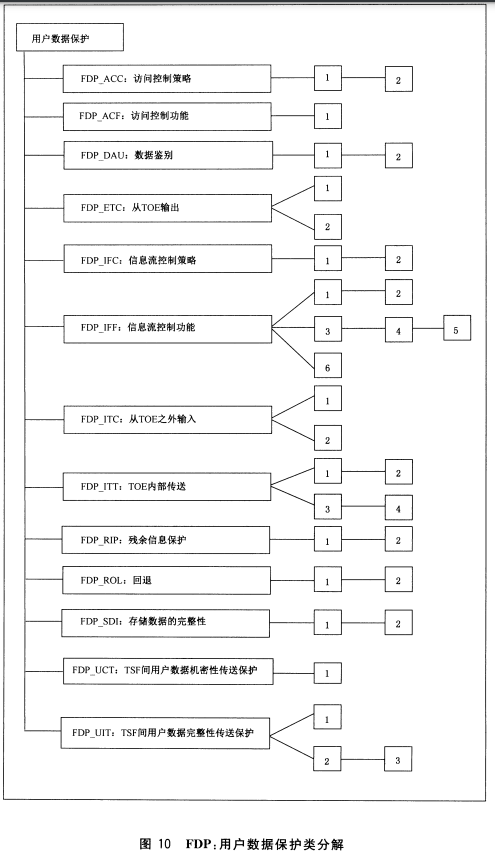 用户数据保护
FDP_ACC：访问控制策略 1 2
FDP_ACF：访问控制功能 1
FDP_DAU：数据鉴别 1 2
FDP_ETC：从TOE输出 1
2
FDP_IFC：信息流控制策略 1 2
FDP_IFF：信息流控制功能 1 2
3 4 5
6
FDP_ITC：从TOE之外输入 1
2
FDP_ITT：TOE内部传送 1 2
3 4
FDP_RIP：残余信息保护 1 2
FDP_ROL：回退 1 2
FDP_SDI：存储数据的完整性 1 2
FDP_UCT：TSF间用户数据机密性传送保护 1
FDP_UIT：TSF间用户数据完整性传送保护 1
2 3
图 10 FDP：用户数据保护类分解